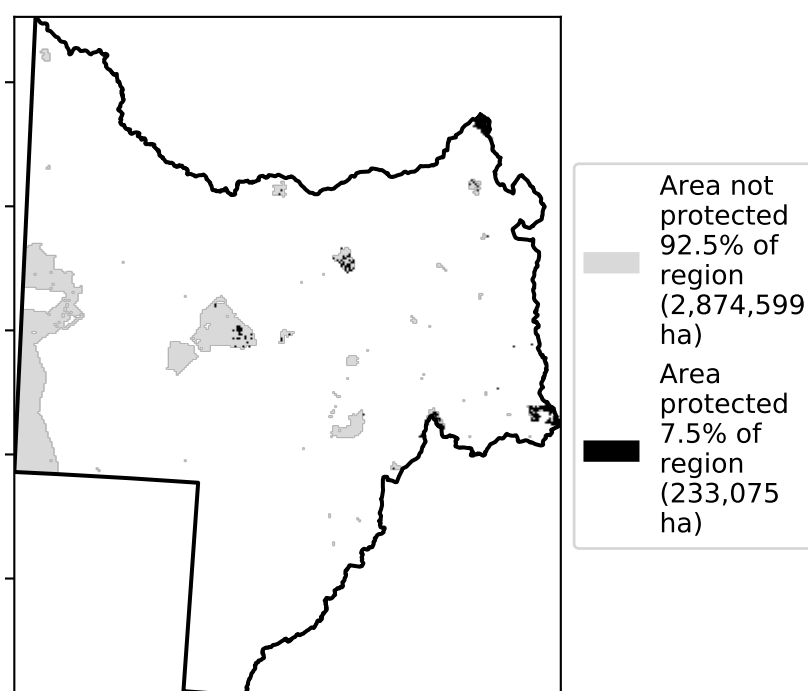 Area not
protected
92.5% of
region
(2,874,599
ha)
Area
protected
7.5% of
region
(233,075
ha)